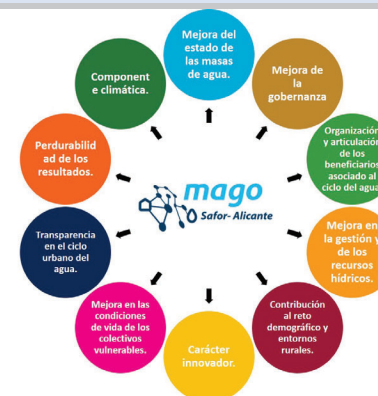 Mejora del
estado de
las masas
de agua.
Mejora de
la
gobernanza
Organización
y articulación
de los
beneficiarios
asociado al
ciclo del agua
Mejora en
la gestión y
de los
recursos
hídricos.
Contribución
al reto
demográfico y
entornos
rurales.
Carácter
innovador.
Mejora en las
condiciones
de vida de los
colectivos
vulnerables.
Transparencia
en el ciclo
urbano del
agua.
Perdurabilid
ad de los
resultados.
Component
e climática.
mago
Safor- Alicante